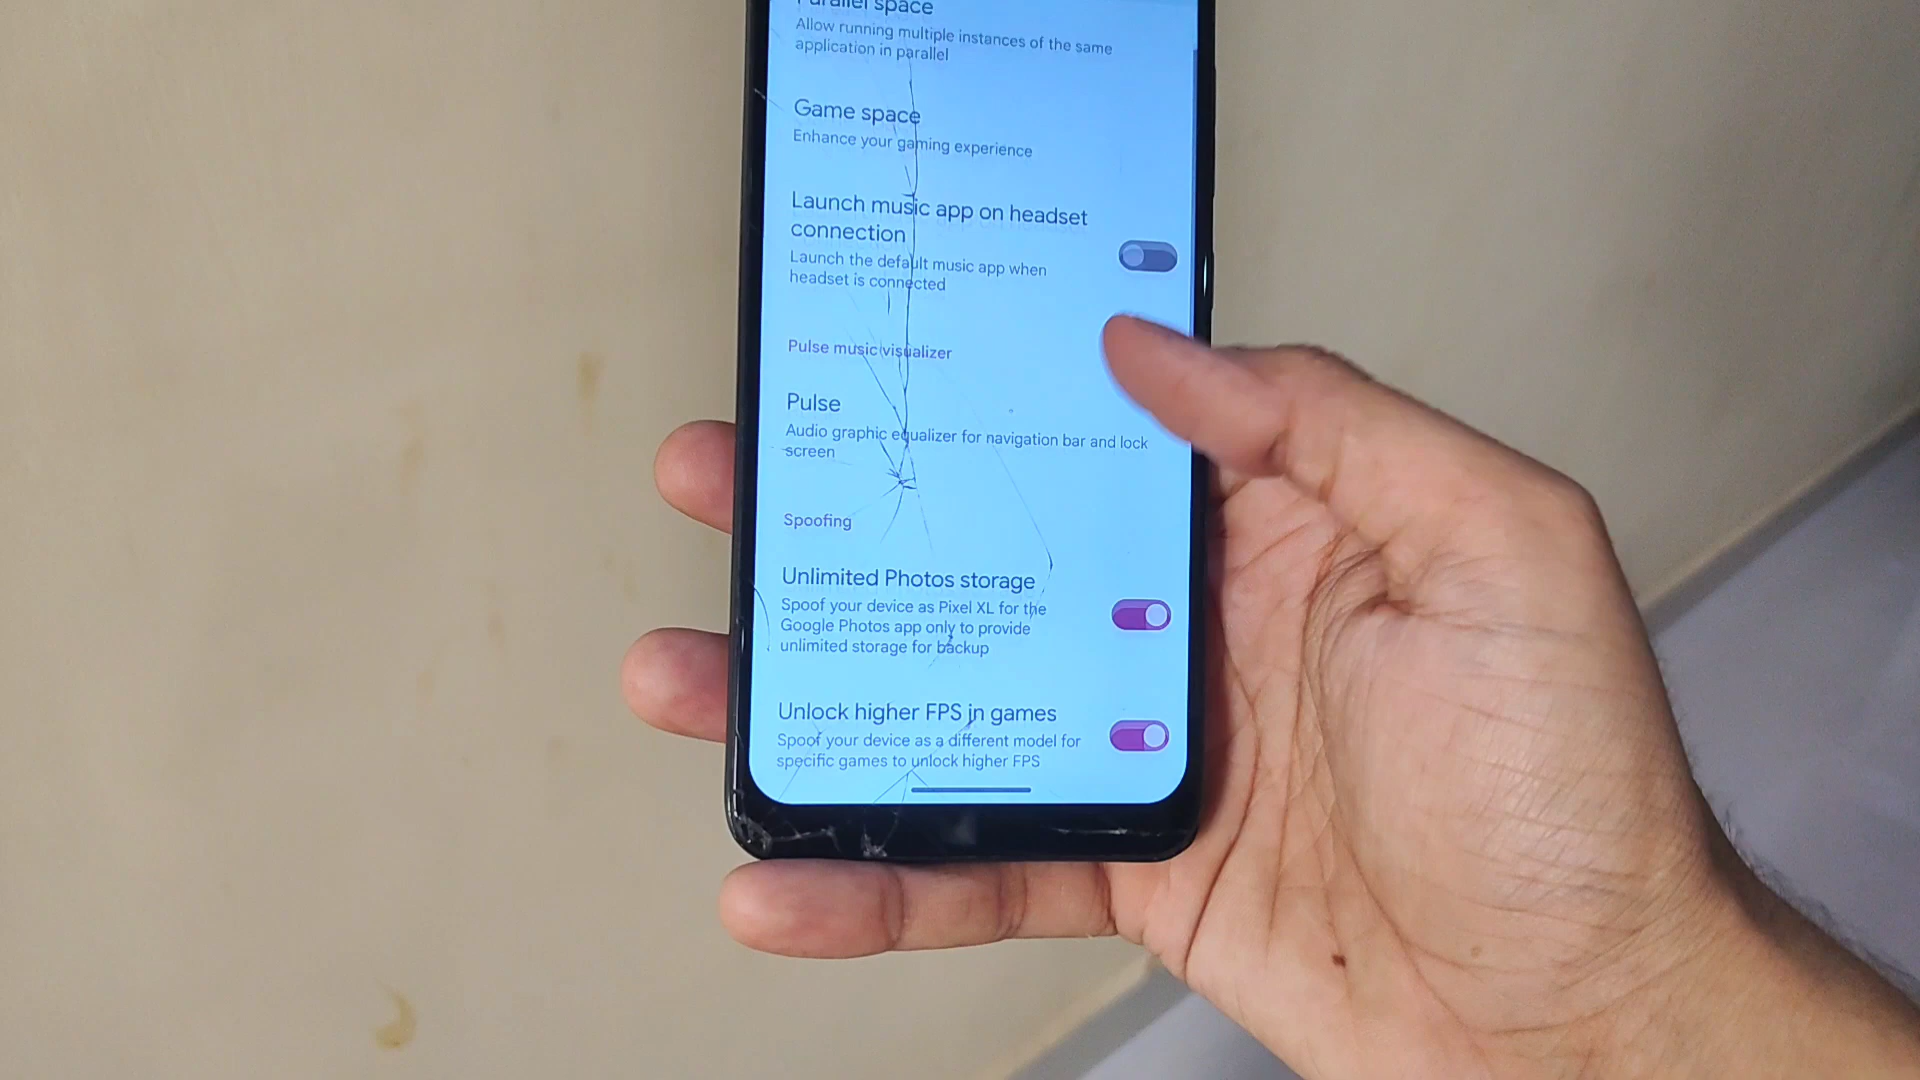 Parallel space
Allow running multiple instances of the same
application in parallel
Game space
Enhance your gaming experience
Launch music app on headset
connection
Launch the default music app when
headset is connected
Pulse music visualizer
Pulse
Audio graphic equalizer for navigation bar and lock
screen
Spoofing
Unlimited Photos storage
Spoof your device as Pixel XL for the
Google Photos app only to provide
unlimited storage for backup
Unlock higher FPS in games
Spoof your device as a different model for
specific games to unlock higher FPS